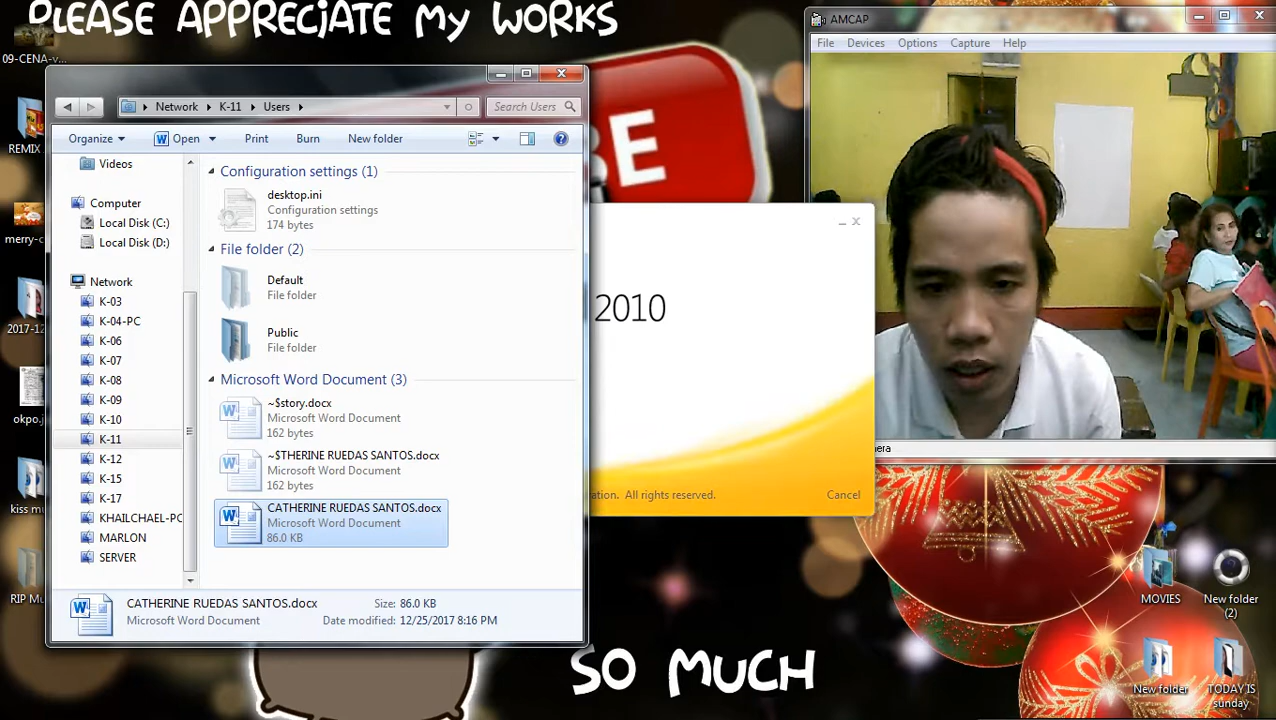 PLEASE APPRECIATE MY WORKS
09-CENA-v...
AMCAP
File Devices Options Capture Help
Network K-11 Users
Search Users
Organize Open Print Burn New folder
REMIX
Videos
Computer
Local Disk (C:)
Local Disk (D:)
Network
K-03
K-04-PC
K-06
K-07
K-08
K-09
K-10
K-11
K-12
K-15
K-17
KHAILCHAEL-PC
MARLON
SERVER
Configuration settings (1)
desktop.ini
Configuration settings
174 bytes
File folder (2)
Default
File folder
Public
File folder
Microsoft Word Document (3)
~$story.docx
Microsoft Word Document
162 bytes
~$THERINE RUEDAS SANTOS.docx
Microsoft Word Document
162 bytes
CATHERINE RUEDAS SANTOS.docx
Microsoft Word Document
86.0 KB
CATHERINE RUEDAS SANTOS.docx
Microsoft Word Document
Size: 86.0 KB
Date modified: 12/25/2017 8:16 PM
BE
2010
All rights reserved.
Cancel
merry-c
2017-12
okpo.j
kiss mu
RIP Mu
MOVIES
New folder
(2)
New folder
TODAY IS
sunday
SO MUCH